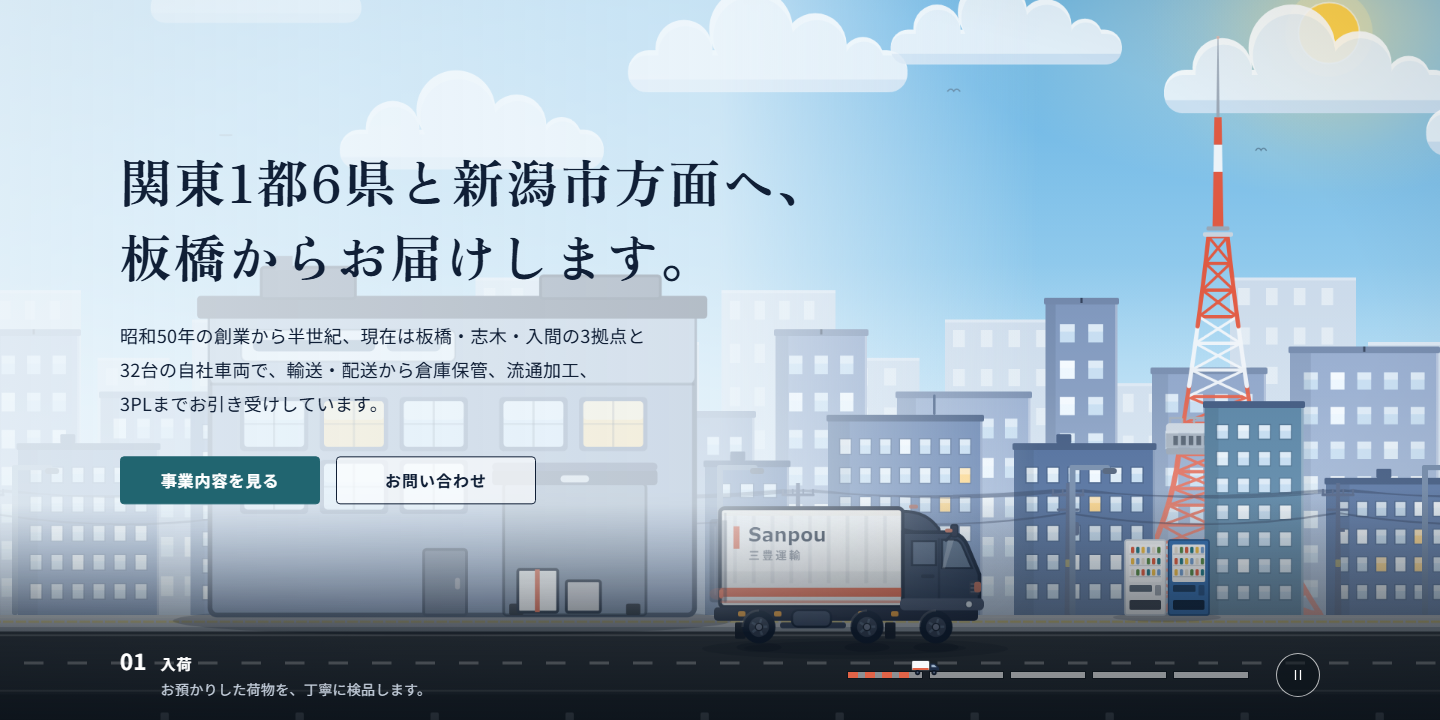 関東1都6県と新潟市方面へ、
板橋からお届けします。
昭和50年の創業から半世紀、現在は板橋・志木・入間の3拠点と
32台の自社車両で、輸送・配送から倉庫保管、流通加工、
3PLまでお引き受けしています。
事業内容を見る
お問い合わせ
Sanpou
三豊運輸
01 入荷
お預かりした荷物を、丁寧に検品します。